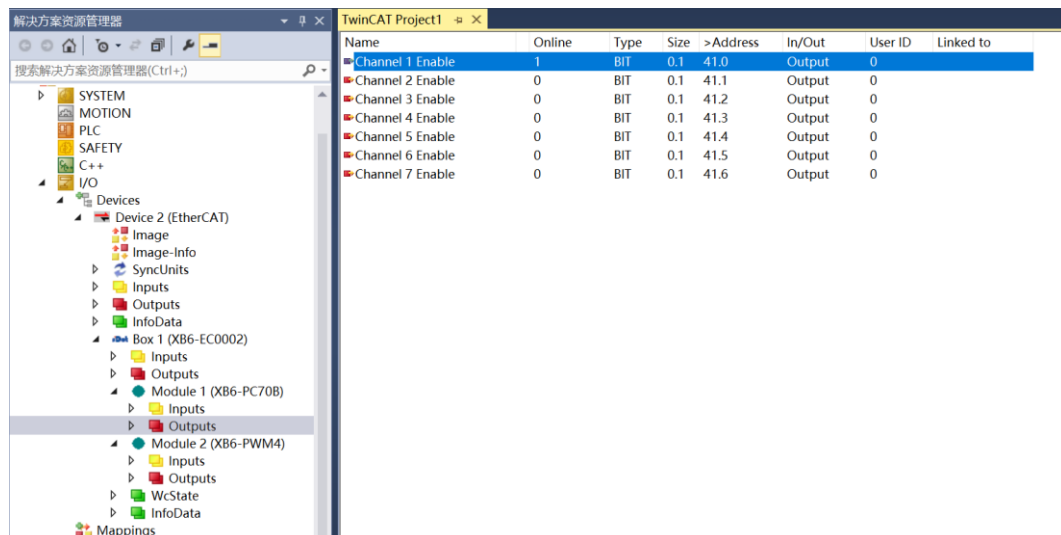 解决方案资源管理器
搜索解决方案资源管理器(Ctrl+;)
SYSTEM
MOTION
PLC
SAFETY
C++
I/O
Devices
Device 2 (EtherCAT)
Image
Image-Info
SyncUnits
Inputs
Outputs
InfoData
Box 1 (XB6-EC0002)
Inputs
Outputs
Module 1 (XB6-PC70B)
Inputs
Outputs
Module 2 (XB6-PWM4)
Inputs
Outputs
WcState
InfoData
Mappings
TwinCAT Project1
Name Online Type Size >Address In/Out User ID Linked to
Channel 1 Enable 1 BIT 0.1 41.0 Output 0
Channel 2 Enable 0 BIT 0.1 41.1 Output 0
Channel 3 Enable 0 BIT 0.1 41.2 Output 0
Channel 4 Enable 0 BIT 0.1 41.3 Output 0
Channel 5 Enable 0 BIT 0.1 41.4 Output 0
Channel 6 Enable 0 BIT 0.1 41.5 Output 0
Channel 7 Enable 0 BIT 0.1 41.6 Output 0